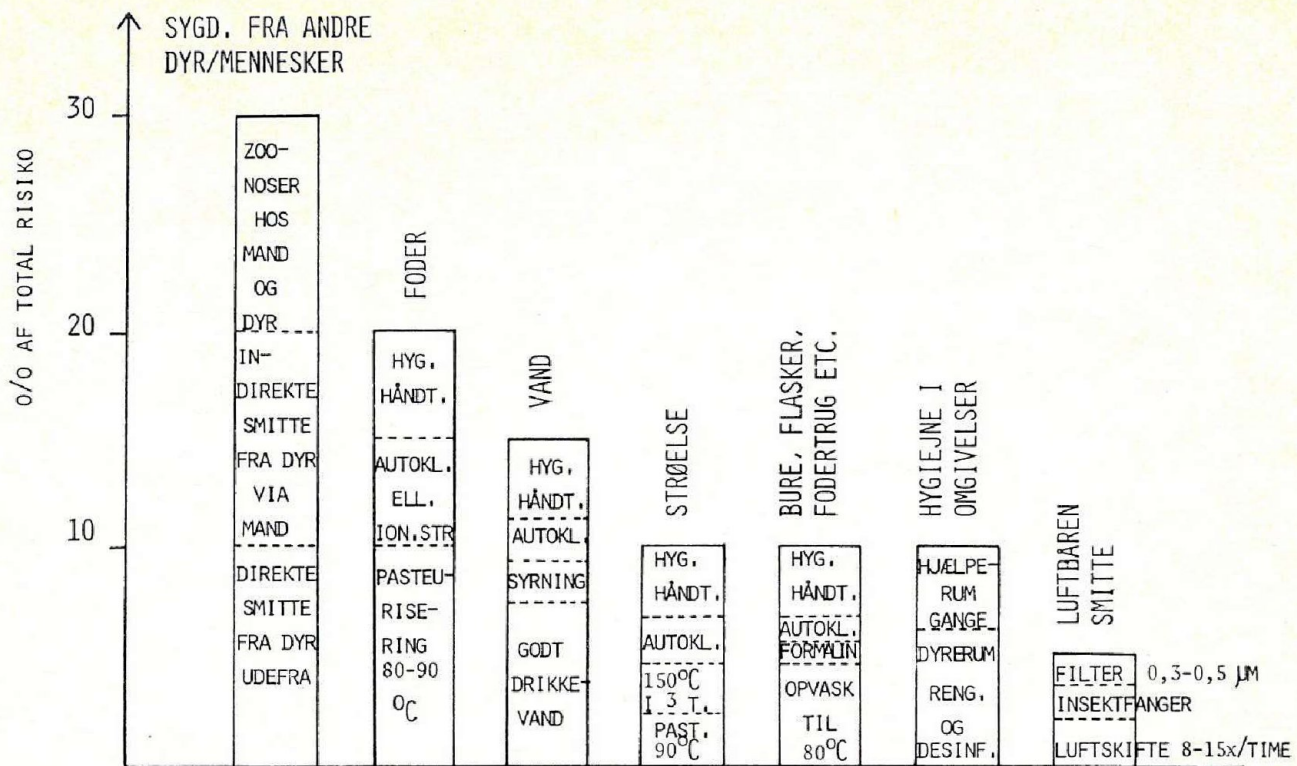 SYGD. FRA ANDRE
DYR/MENNESKER
O/O AF TOTAL RISIKO
30
20
10
ZOO-
NOSER
HOS
MAND
OG
DYR
IN-
DIREKTE
SMITTE
FRA DYR
VIA
MAND
DIREKTE
SMITTE
FRA DYR
UDEFRA
FODER
HYG.
HÅNDT.
AUTOKL.
ELL.
ION.STR
PASTEU-
RISE-
RING
80-90
°C
VAND
HYG.
HÅNDT.
AUTOKL.
SYRNING
GODT
DRIKKE-
VAND
STRØELSE
HYG.
HÅNDT.
AUTOKL.
150°C
I 3 T.
PAST.
90°C
BURE, FLASKER,
FODERTRUG ETC.
HYG.
HÅNDT.
AUTOKL.
FORMALIN
OPVASK
TIL
80°C
HYGIEJNE I
OMGIVELSER
HJÆLPE-
RUM
GANGE
DYRERUM
RENG.
OG
DESINF.
LUFTBÅREN
SMITTE
FILTER 0,3-0,5 µM
INSEKTFANGER
LUFTSKIFTE 8-15x/TIME